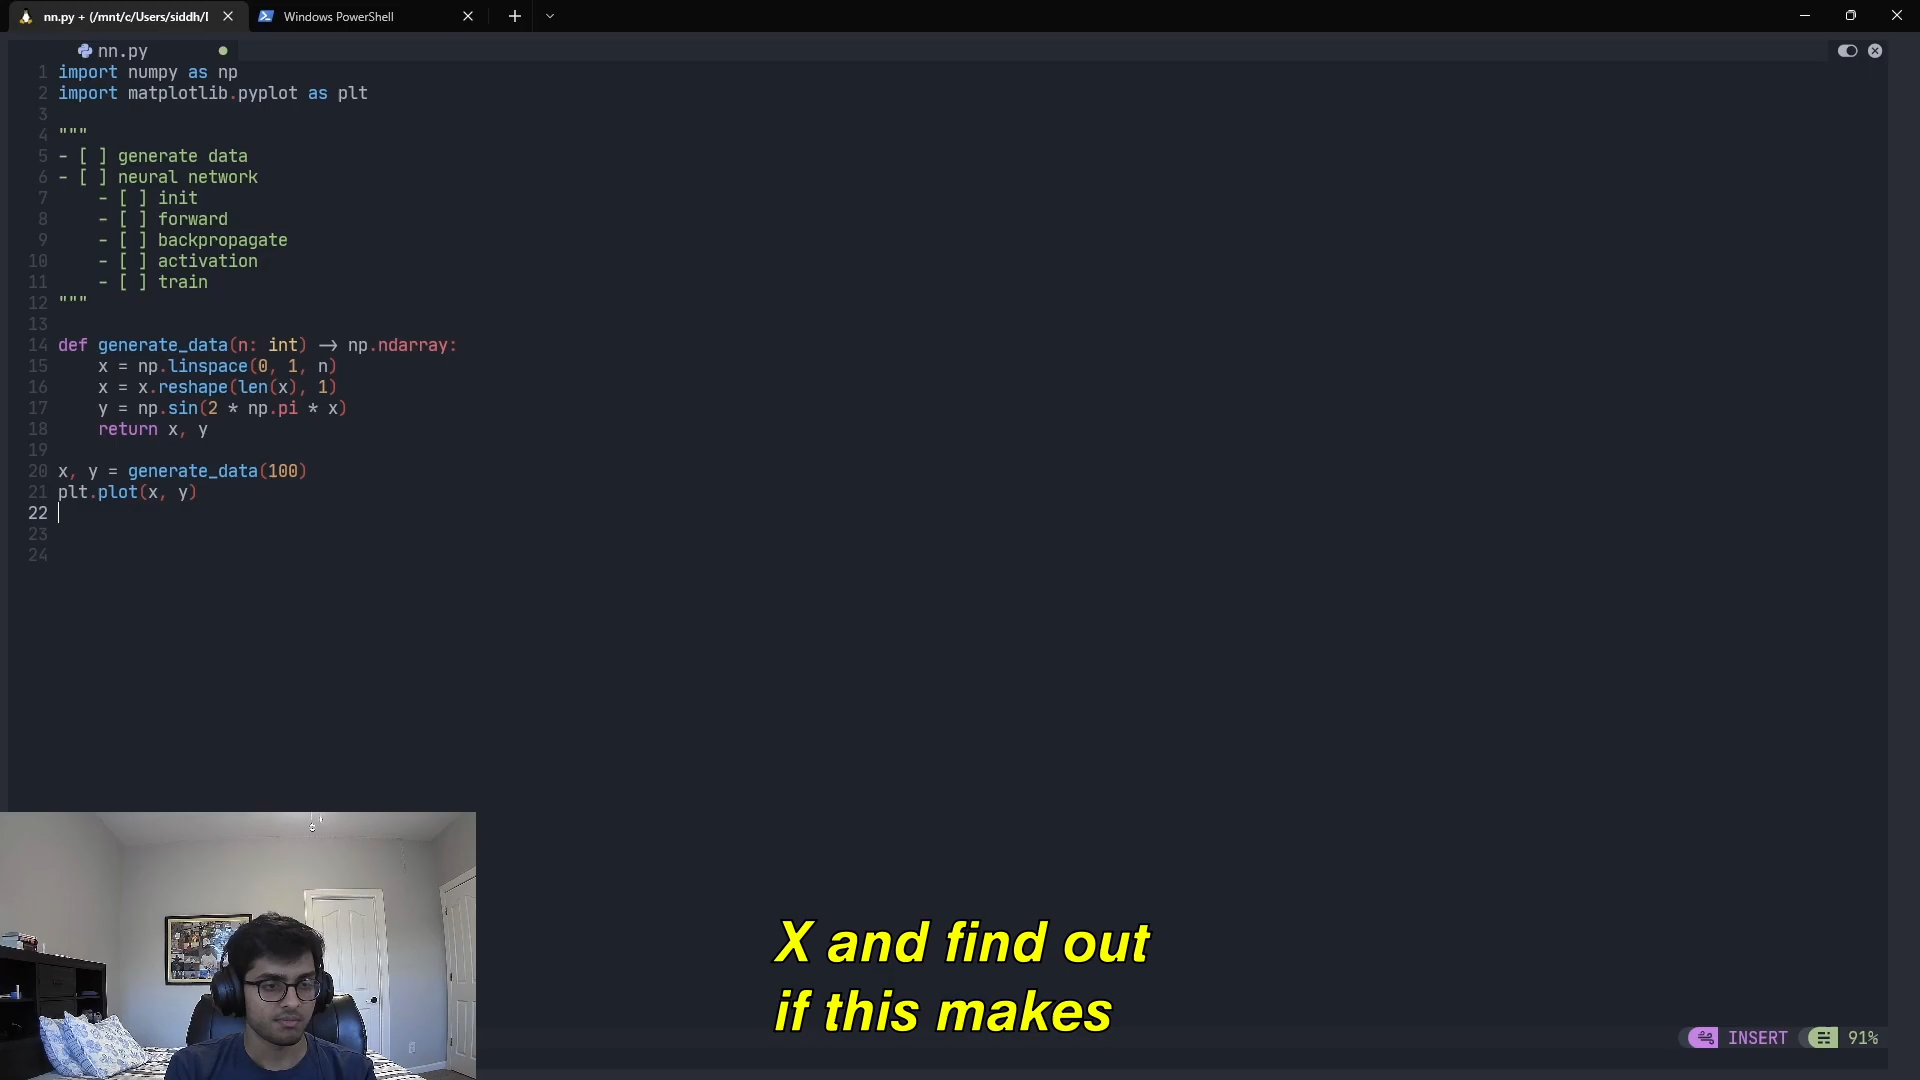 nn.py + (/mnt/c/Users/siddh/l
Windows PowerShell
nn.py
1 import numpy as np
2 import matplotlib.pyplot as plt
3
4 """
5 - [ ] generate data
6 - [ ] neural network
7     - [ ] init
8     - [ ] forward
9     - [ ] backpropagate
10     - [ ] activation
11     - [ ] train
12 """
13
14 def generate_data(n: int) → np.ndarray:
15     x = np.linspace(0, 1, n)
16     x = x.reshape(len(x), 1)
17     y = np.sin(2 * np.pi * x)
18     return x, y
19
20 x, y = generate_data(100)
21 plt.plot(x, y)
22
23
24
X and find out
if this makes
INSERT 91%